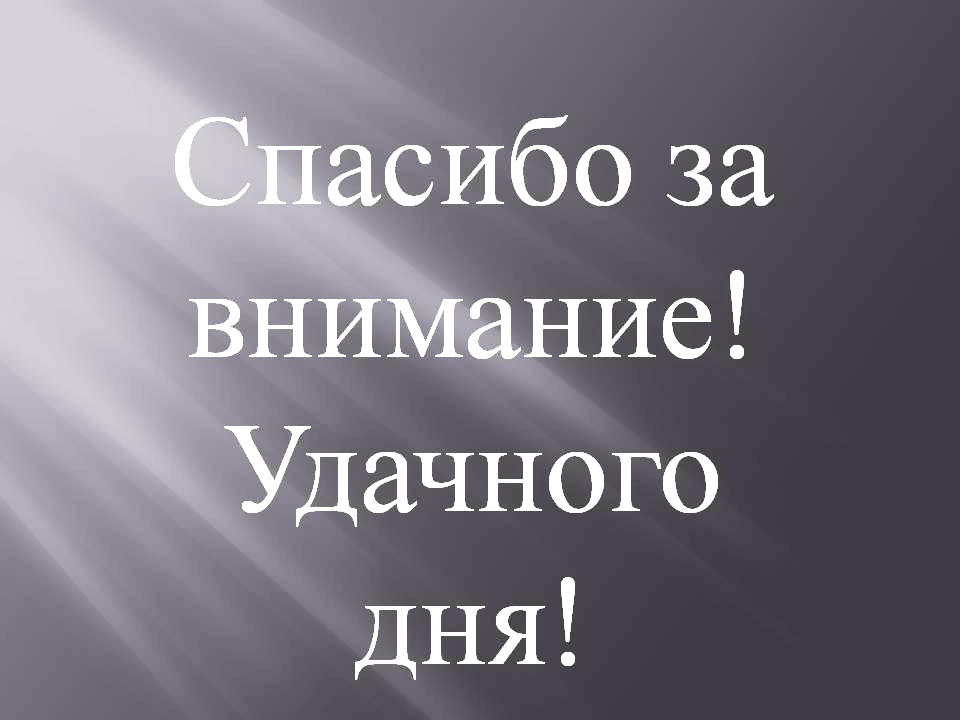 Спасибо за
внимание!
Удачного
дня!